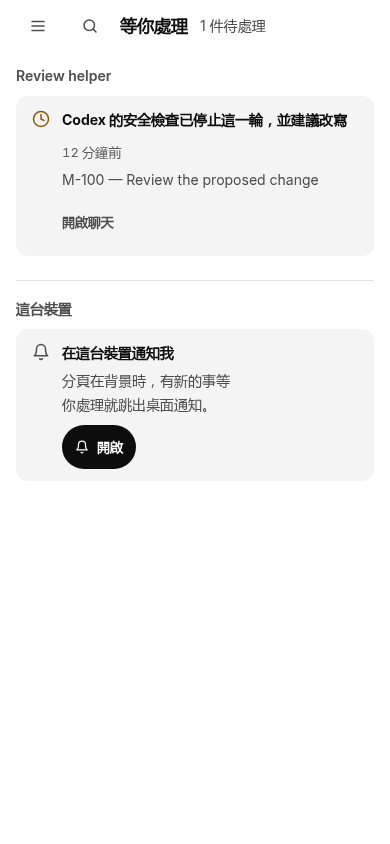 等你處理 1 件待處理
Review helper
Codex 的安全檢查已停止這一輪，並建議改寫
12 分鐘前
M-100 — Review the proposed change
開啟聊天
這台裝置
在這台裝置通知我
分頁在背景時，有新的事等
你處理就跳出桌面通知。
開啟